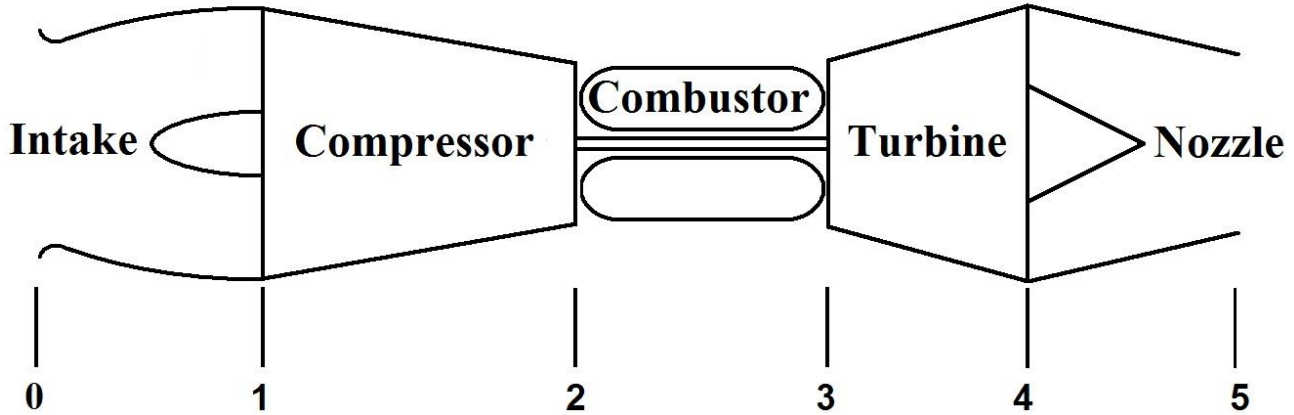 Combustor
Intake
Compressor
Turbine
Nozzle
0
1
2
3
4
5